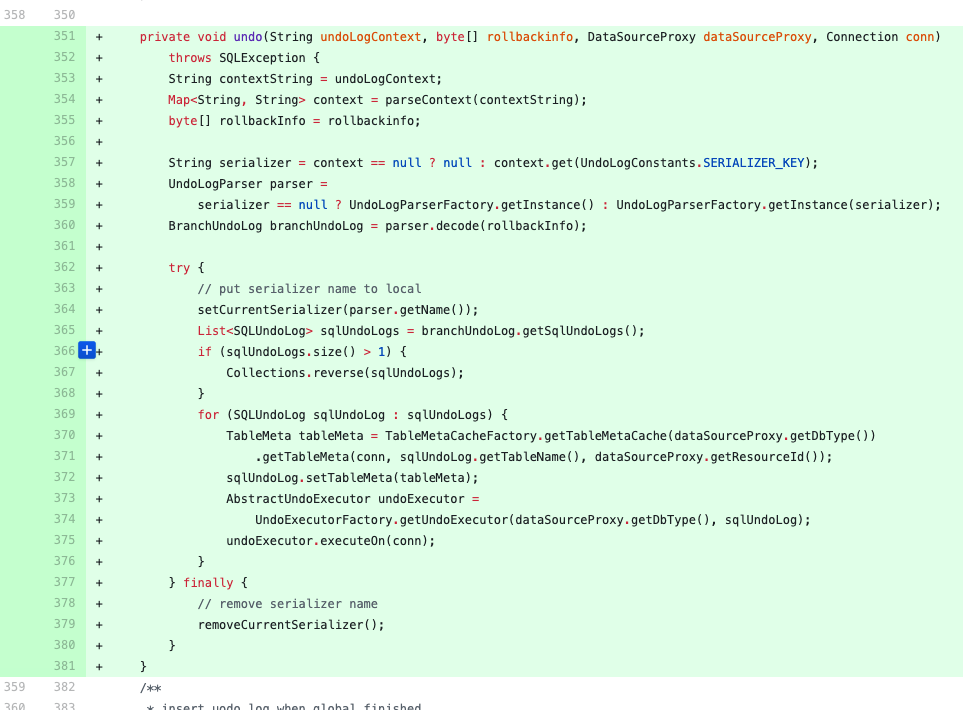 358 350
351 + private void undo(String undoLogContext, byte[] rollbackinfo, DataSourceProxy dataSourceProxy, Connection conn)
352 + throws SQLException {
353 + String contextString = undoLogContext;
354 + Map<String, String> context = parseContext(contextString);
355 + byte[] rollbackInfo = rollbackinfo;
356 +
357 + String serializer = context == null ? null : context.get(UndoLogConstants.SERIALIZER_KEY);
358 + UndoLogParser parser =
359 + serializer == null ? UndoLogParserFactory.getInstance() : UndoLogParserFactory.getInstance(serializer);
360 + BranchUndoLog branchUndoLog = parser.decode(rollbackInfo);
361 +
362 + try {
363 + // put serializer name to local
364 + setCurrentSerializer(parser.getName());
365 + List<SQLUndoLog> sqlUndoLogs = branchUndoLog.getSqlUndoLogs();
366 + + if (sqlUndoLogs.size() > 1) {
367 + Collections.reverse(sqlUndoLogs);
368 + }
369 + for (SQLUndoLog sqlUndoLog : sqlUndoLogs) {
370 + TableMeta tableMeta = TableMetaCacheFactory.getTableMetaCache(dataSourceProxy.getDbType())
371 + .getTableMeta(conn, sqlUndoLog.getTableName(), dataSourceProxy.getResourceId());
372 + sqlUndoLog.setTableMeta(tableMeta);
373 + AbstractUndoExecutor undoExecutor =
374 + UndoExecutorFactory.getUndoExecutor(dataSourceProxy.getDbType(), sqlUndoLog);
375 + undoExecutor.executeOn(conn);
376 + }
377 + } finally {
378 + // remove serializer name
379 + removeCurrentSerializer();
380 + }
381 + }
359 382 /**
360 383 * insert uodo log when global finished